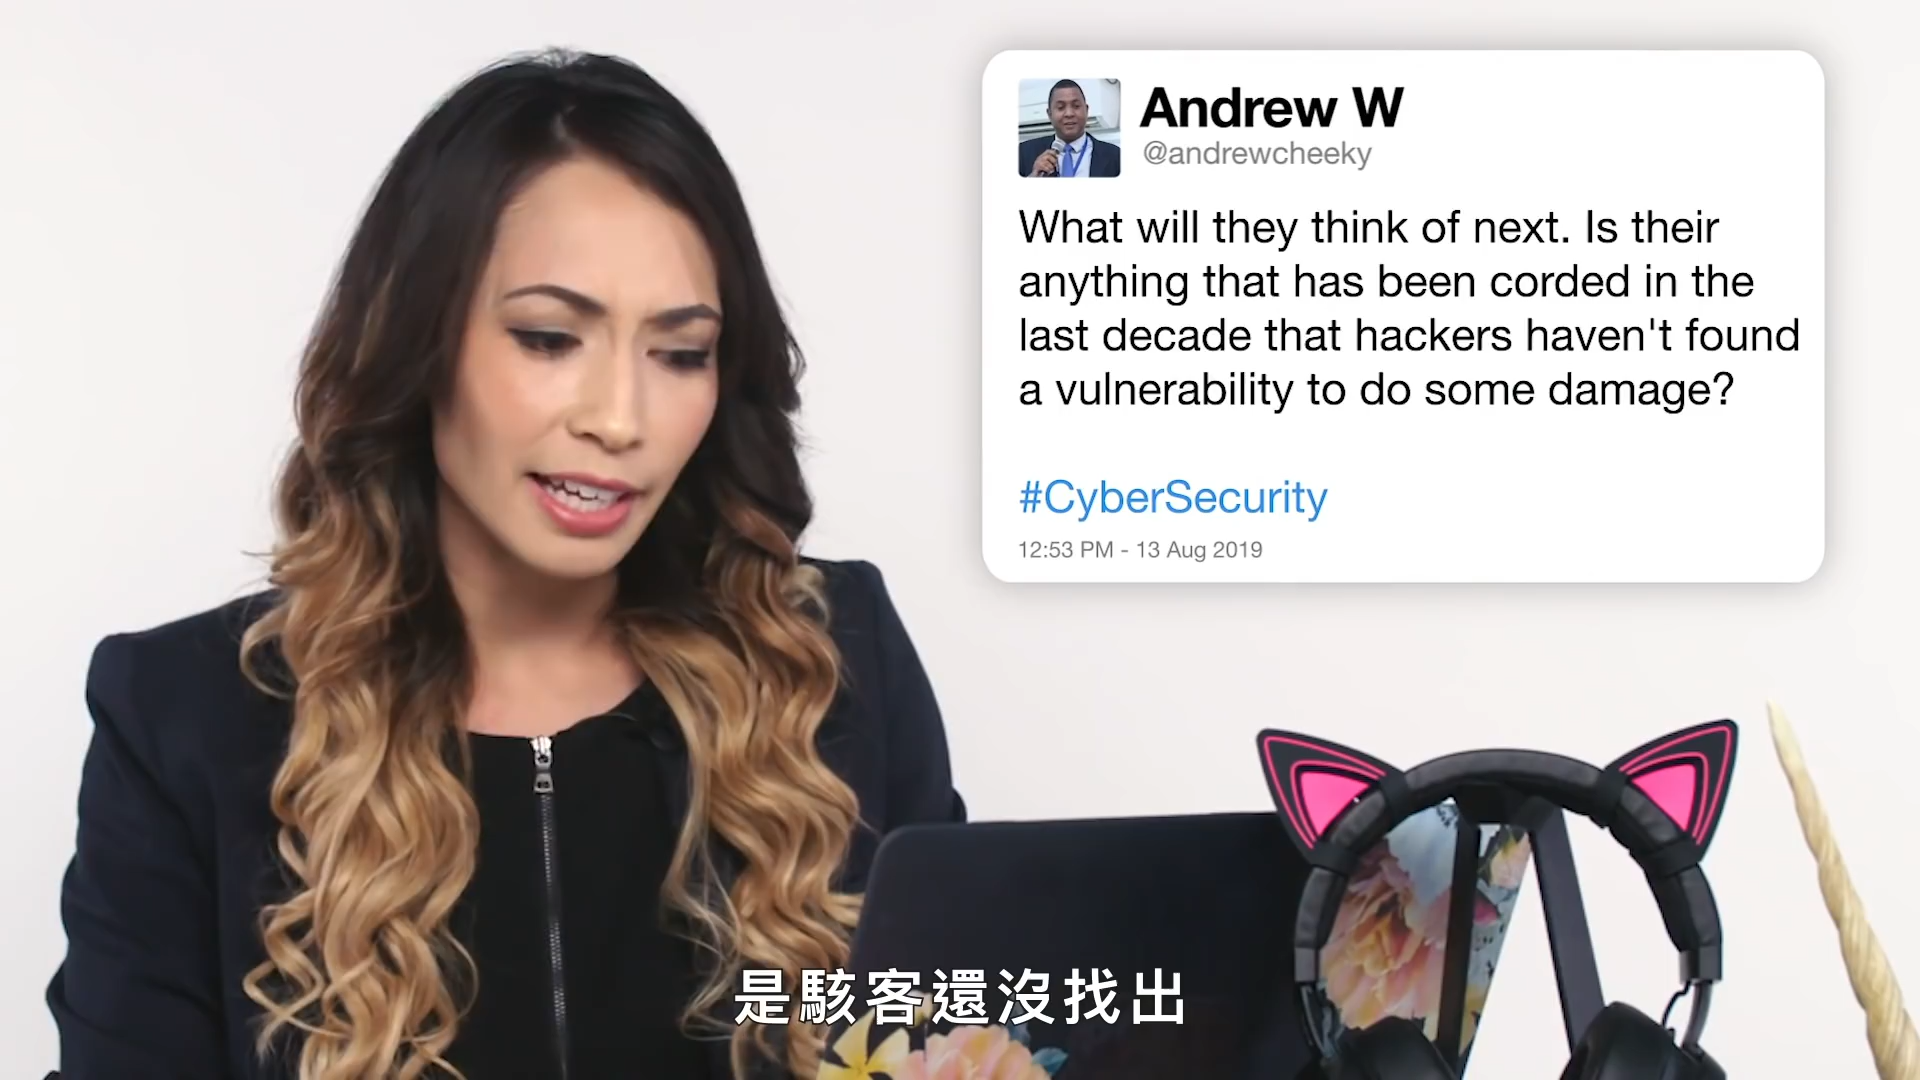 Andrew W
@andrewcheeky
What will they think of next. Is their
anything that has been corded in the
last decade that hackers haven't found
a vulnerability to do some damage?
#CyberSecurity
12:53 PM - 13 Aug 2019
是駭客還沒找出